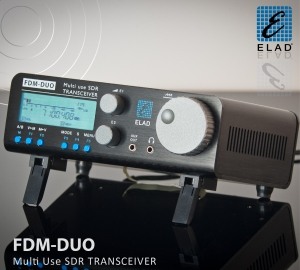 ELAD
FDM-DUO
Multi use SDR
TRANSCEIVER
ELAD
A/B P-M M-V MODE
MENU
FDM-DUO
Multi Use SDR TRANSCEIVER